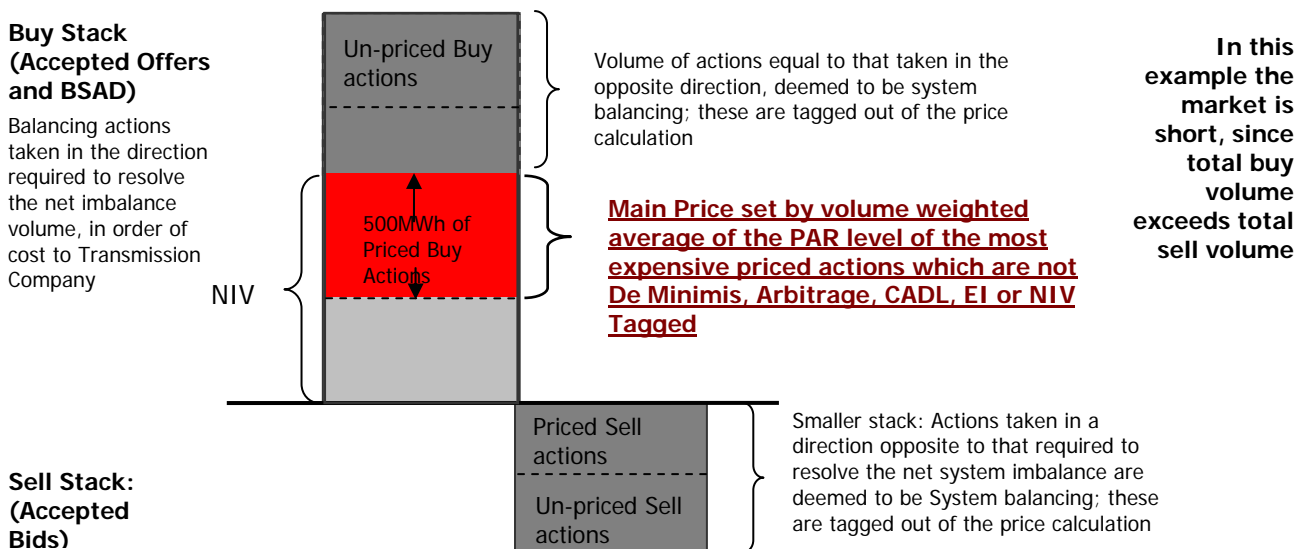 Buy Stack
(Accepted Offers
and BSAD)
Balancing actions
taken in the direction
required to resolve
the net imbalance
volume, in order of
cost to Transmission
Company
NIV
Un-priced Buy
actions
500MWh of
Priced Buy
Actions
Volume of actions equal to that taken in the
opposite direction, deemed to be system
balancing; these are tagged out of the price
calculation
Main Price set by volume weighted
average of the PAR level of the most
expensive priced actions which are not
De Minimis, Arbitrage, CADL, EI or NIV
Tagged
In this
example the
market is
short, since
total buy
volume
exceeds total
sell volume
Sell Stack:
(Accepted
Bids)
Priced Sell
actions
Un-priced Sell
actions
Smaller stack: Actions taken in a
direction opposite to that required to
resolve the net system imbalance are
deemed to be System balancing; these
are tagged out of the price calculation